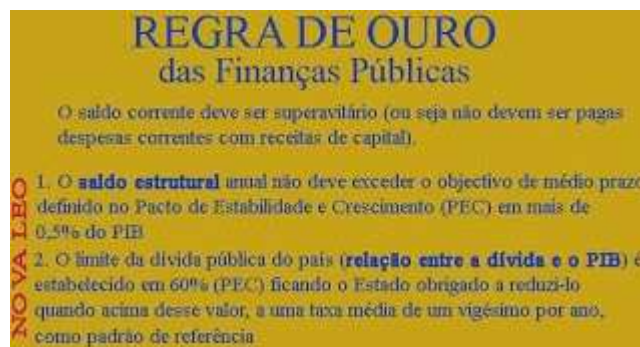 REGRA DE OURO
das Finanças Públicas
O saldo corrente deve ser superavitário (ou seja não devem ser pagas
despesas correntes com receitas de capital).
NOVA LEO
1. O saldo estrutural anual não deve exceder o objectivo de médio prazo
definido no Pacto de Estabilidade e Crescimento (PEC) em mais de
0,5% do PIB
2. O limite da dívida pública do país (relação entre a dívida e o PIB) é
estabelecido em 60% (PEC) ficando o Estado obrigado a reduzi-lo
quando acima desse valor, a uma taxa média de um vigésimo por ano,
como padrão de referência